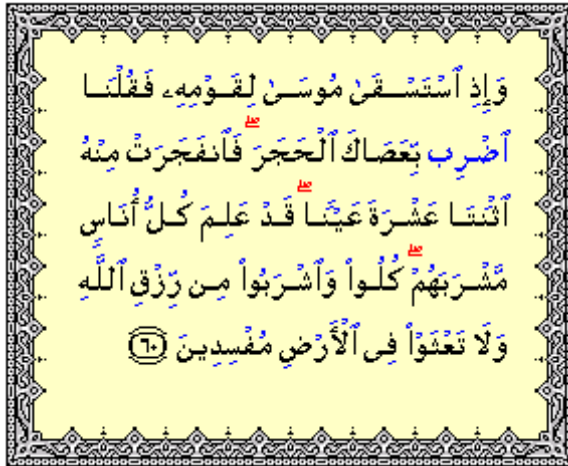 وَإِذِ ٱسْتَسْقَىٰ مُوسَىٰ لِقَوْمِهِۦ فَقُلْنَا
ٱضْرِب بِّعَصَاكَ ٱلْحَجَرَ ۖ فَٱنفَجَرَتْ مِنْهُ
ٱثْنَتَا عَشْرَةَ عَيْنًا ۖ قَدْ عَلِمَ كُلُّ أُنَاسٍ
مَّشْرَبَهُمْ ۖ كُلُوا۟ وَٱشْرَبُوا۟ مِن رِّزْقِ ٱللَّهِ
وَلَا تَعْثَوْا۟ فِى ٱلْأَرْضِ مُفْسِدِينَ ٦٠